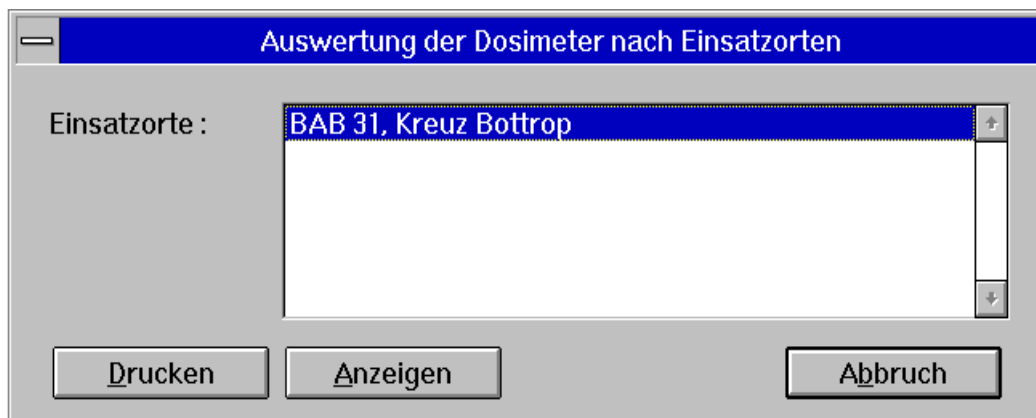 Auswertung der Dosimeter nach Einsatzorten
Einsatzorte :
BAB 31, Kreuz Bottrop
Drucken
Anzeigen
Abbruch